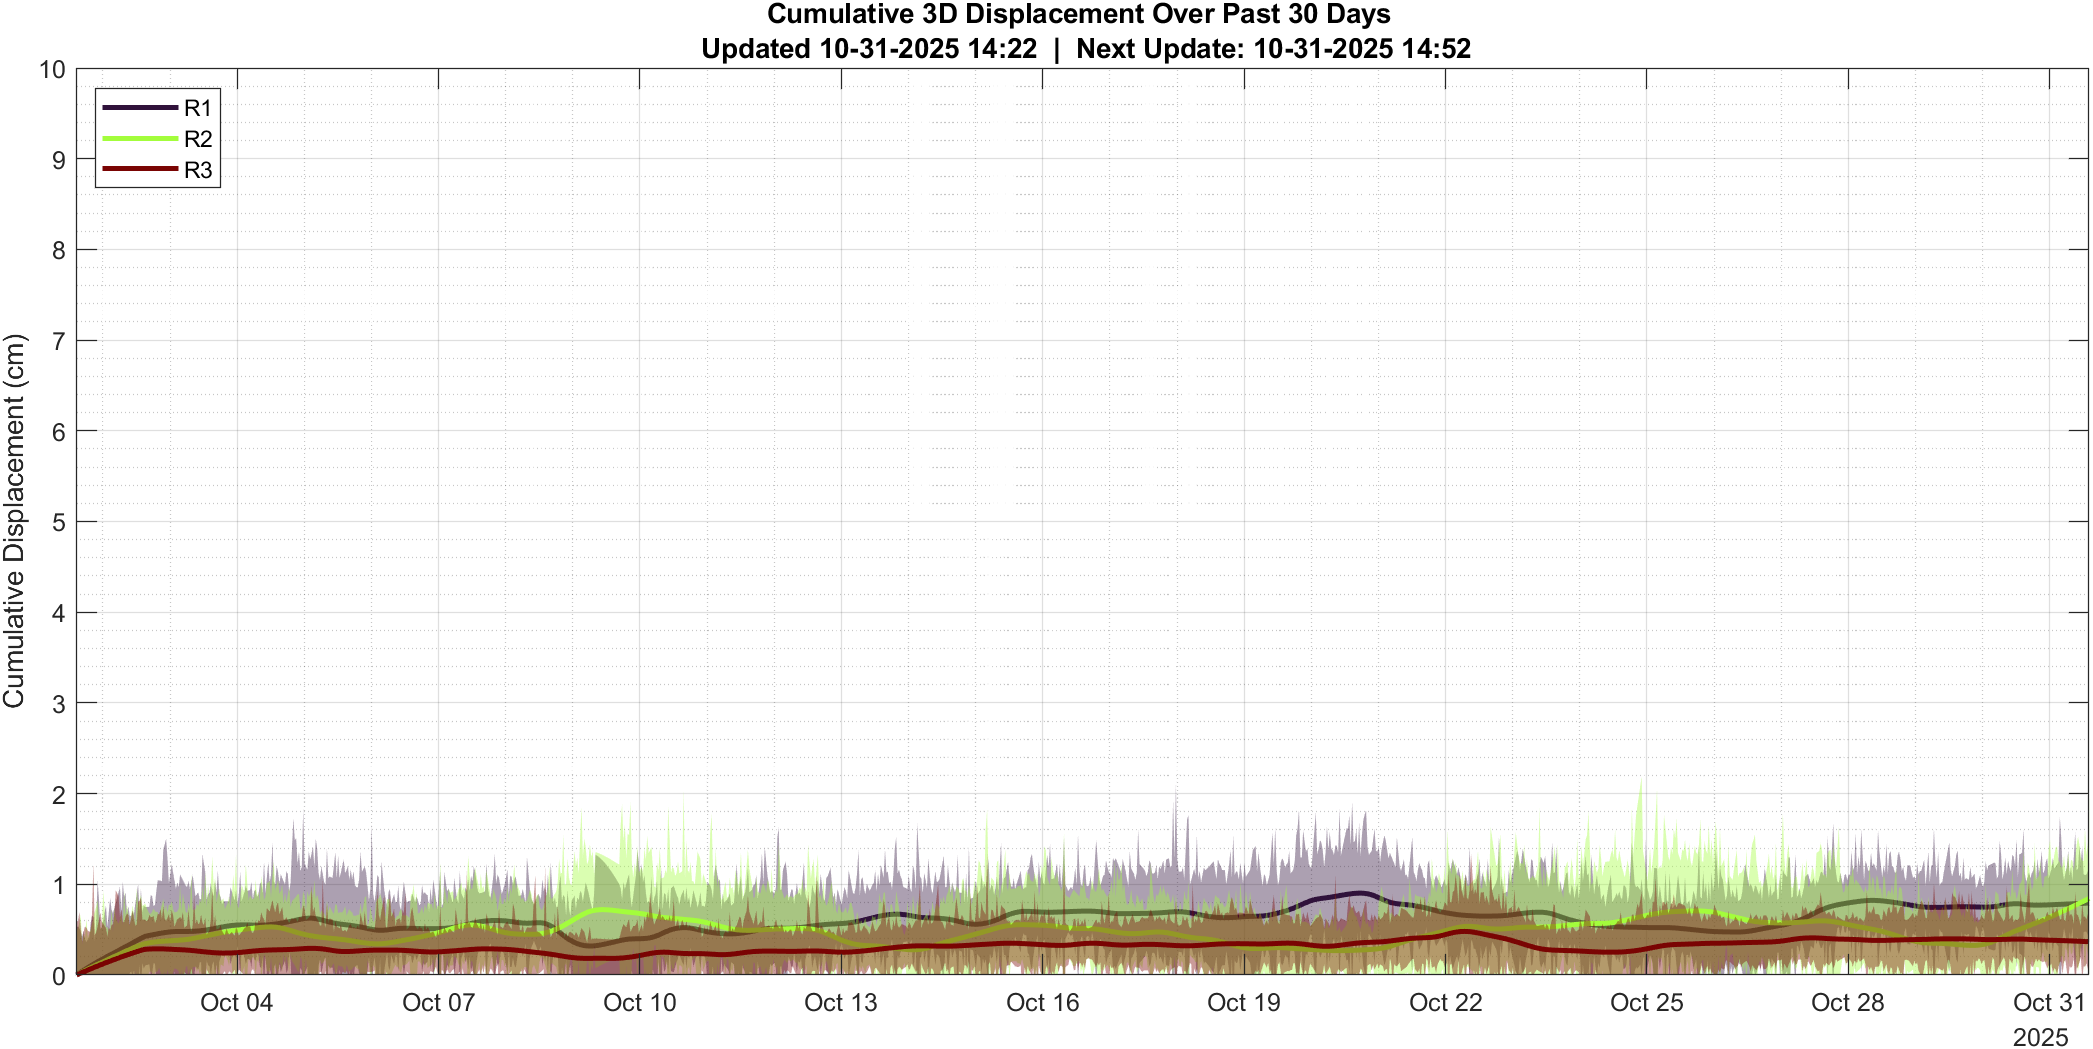 Cumulative 3D Displacement Over Past 30 Days
Updated 10-31-2025 14:22 | Next Update: 10-31-2025 14:52
R1
R2
R3
Cumulative Displacement (cm)
10
9
8
7
6
5
4
3
2
1
0
Oct 04 Oct 07 Oct 10 Oct 13 Oct 16 Oct 19 Oct 22 Oct 25 Oct 28 Oct 31
2025